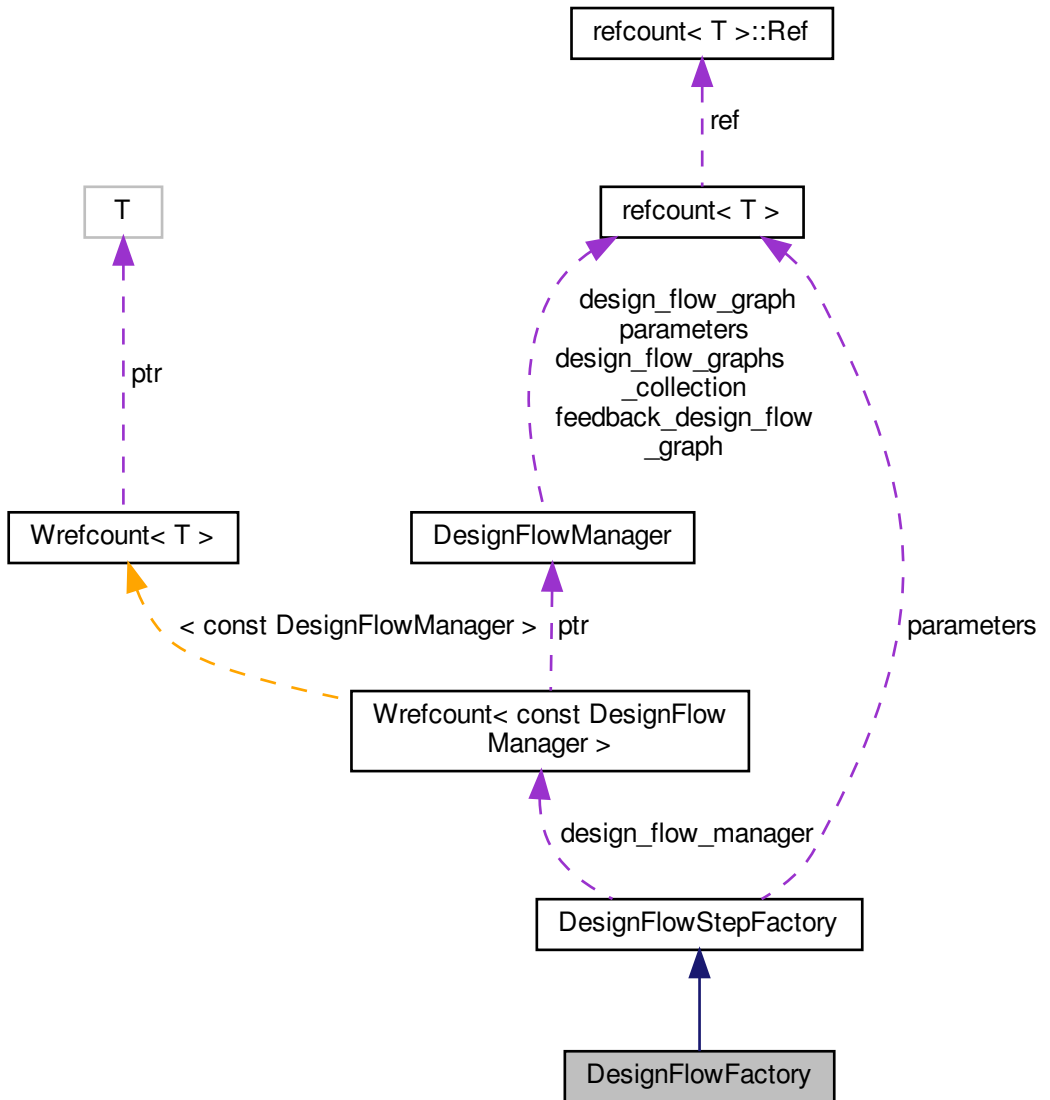 refcount< T >::Ref
ref
T
refcount< T >
design_flow_graph
parameters
design_flow_graphs
_collection
feedback_design_flow
_graph
ptr
Wrefcount< T >
DesignFlowManager
< const DesignFlowManager >
ptr
parameters
Wrefcount< const DesignFlow
Manager >
design_flow_manager
DesignFlowStepFactory
DesignFlowFactory